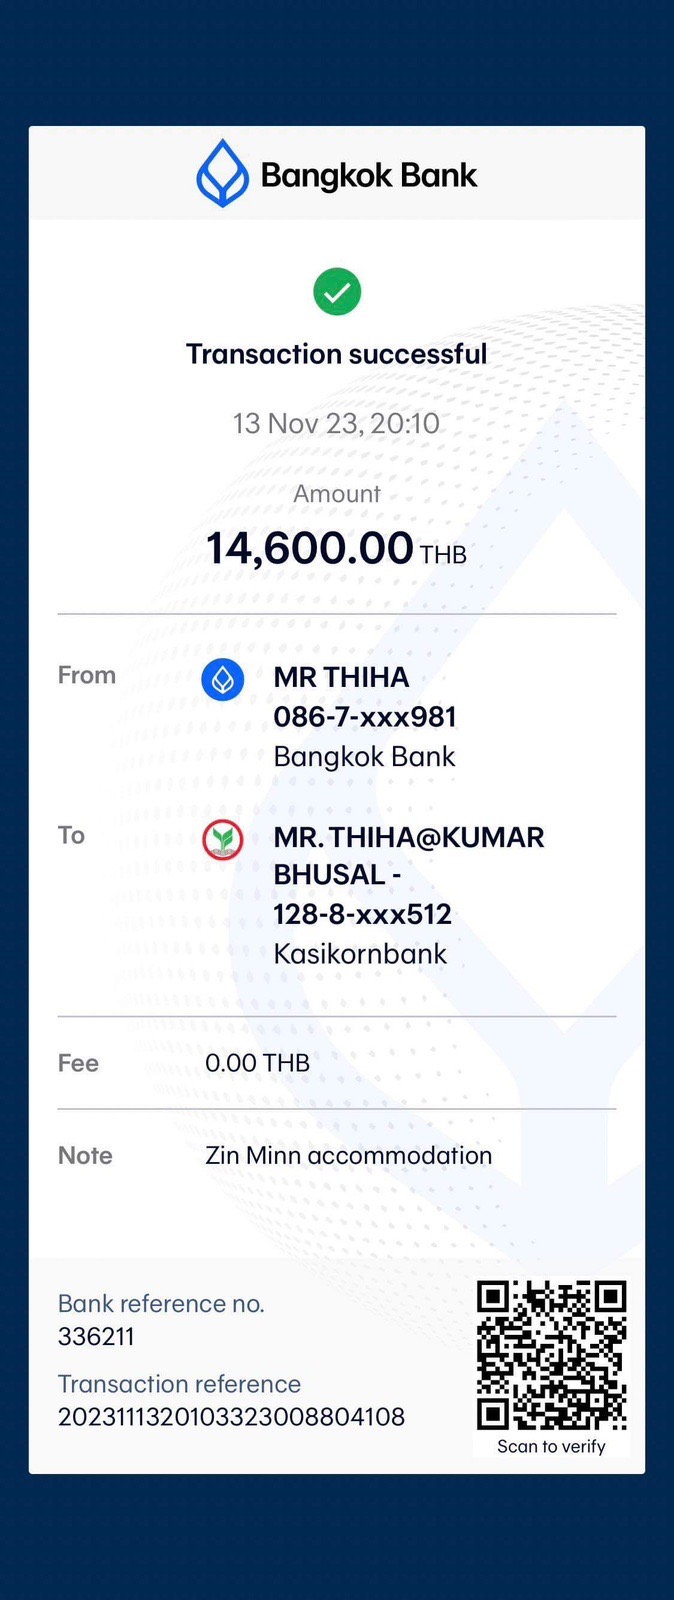 Bangkok Bank
Transaction successful
13 Nov 23, 20:10
Amount
14,600.00 THB
From
MR THIHA
086-7-xxx981
Bangkok Bank
To
MR.THIHA@KUMAR
BHUSAL -
128-8-xxx512
Kasikornbank
Fee
0.00 THB
Note
Zin Minn accommodation
Bank reference no.
336211
Transaction reference
2023111320103323008804108
Scan to verify